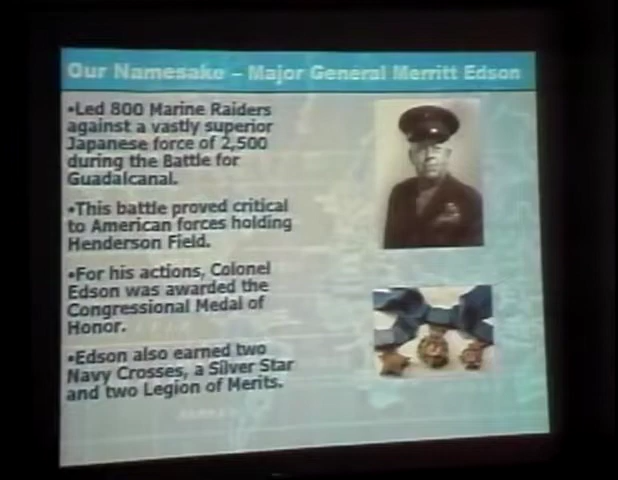 Our Namesake – Major General Merritt Edson
•Led 800 Marine Raiders
against a vastly superior
Japanese force of 2,500
during the Battle for
Guadalcanal.
•This battle proved critical
to American forces holding
Henderson Field.
•For his actions, Colonel
Edson was awarded the
Congressional Medal of
Honor.
•Edson also earned two
Navy Crosses, a Silver Star
and two Legion of Merits.